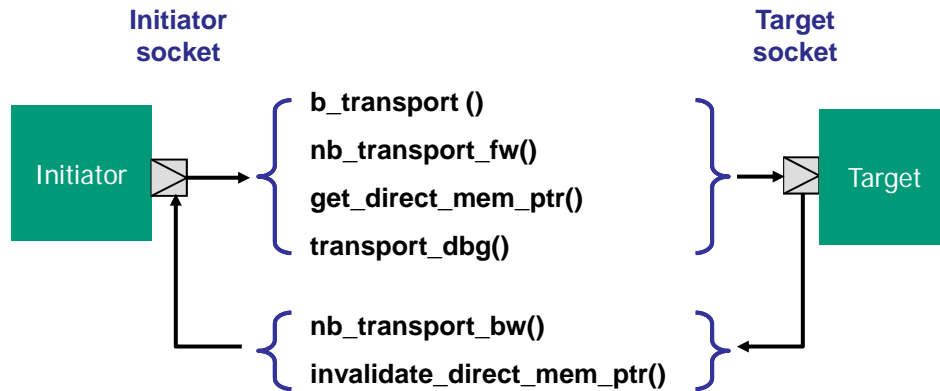 Initiator
socket
Target
socket
b_transport ()
nb_transport_fw()
get_direct_mem_ptr()
transport_dbg()
Initiator
Target
nb_transport_bw()
invalidate_direct_mem_ptr()